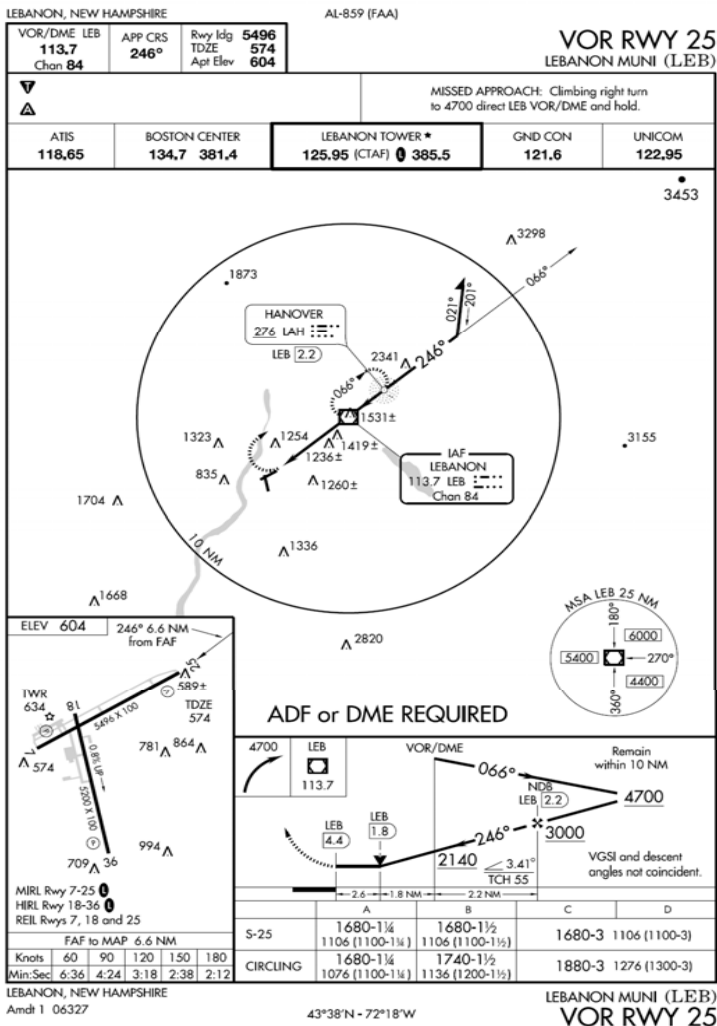 LEBANON, NEW HAMPSHIRE
AL-859 (FAA)
VOR/DME LEB
113.7
Chan 84
APP CRS
246°
Rwy ldg 5496
TDZE 574
Apt Elev 604
VOR RWY 25
LEBANON MUNI (LEB)
T
A
MISSED APPROACH: Climbing right turn
to 4700 direct LEB VOR/DME and hold.
ATIS
118.65
BOSTON CENTER
134.7 381.4
LEBANON TOWER★
125.95 (CTAF) L 385.5
GND CON
121.6
UNICOM
122.95
3453
3298
066°
1873
021°
201°
HANOVER
276 LAH
LEB 2.2
2341
246°
066°
1531±
1323
1254
1419±
1236±
3155
IAF
LEBANON
113.7 LEB
Chan 84
835
1260±
1704
10 NM
1336
1668
MSA LEB 25 NM
180°
6000
5400
270°
4400
360°
2820
ELEV 604
246° 6.6 NM
from FAF
25
589±
TWR
634
18
5496 X 100
TDZE
574
7
574
0.8% UP
781
864
5200 X 100
994
709
36
MIRL Rwy 7-25 L
HIRL Rwy 18-36 L
REIL Rwys 7, 18 and 25
FAF to MAP 6.6 NM
Knots 60 90 120 150 180
Min:Sec 6:36 4:24 3:18 2:38 2:12
ADF or DME REQUIRED
4700
LEB
113.7
VOR/DME
Remain
within 10 NM
066°
NDB
LEB 2.2
4700
LEB
4.4
LEB
1.8
246°
3000
2140
3.41°
TCH 55
VGSI and descent
angles not coincident.
2.6
1.8 NM
2.2 NM
A B C D
S-25
1680-1¼
1106 (1100-1¼)
1680-1½
1106 (1100-1½)
1680-3 1106 (1100-3)
CIRCLING
1680-1¼
1076 (1100-1¼)
1740-1½
1136 (1200-1½)
1880-3 1276 (1300-3)
LEBANON, NEW HAMPSHIRE
Amdt 1 06327
43°38'N - 72°18'W
LEBANON MUNI (LEB)
VOR RWY 25